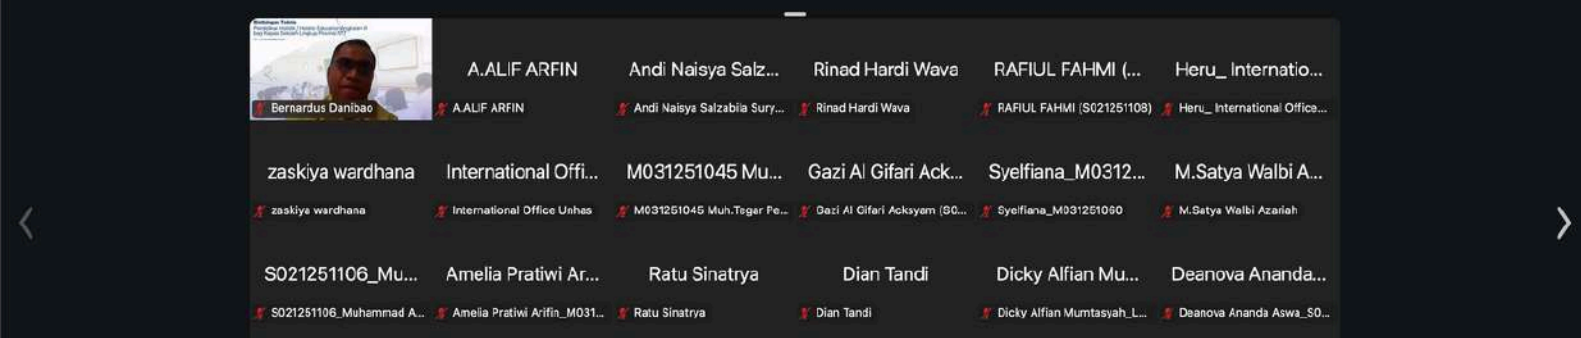 Bimbingan Teknis
Bernardus Danibao
A.ALIF ARFIN
A.ALIF ARFIN
Andi Naisya Salz...
Andi Naisya Salzabila Sury...
Rinad Hardi Wava
Rinad Hardi Wava
RAFIUL FAHMI (...
RAFIUL FAHMI (S021251108)
Heru_ Internatio...
Heru_ International Office...
zaskiya wardhana
zaskiya wardhana
International Offi...
International Office Unhas
M031251045 Mu...
M031251045 Muh.Tegar Pe...
Gazi Al Gifari Ack...
Gazi Al Gifari Acksyam (S0...
Syelfiana_M0312...
Syelfiana_M031251060
M.Satya Walbi A...
M.Satya Walbi Azariah
S021251106_Mu...
S021251106_Muhammad A...
Amelia Pratiwi Ar...
Amelia Pratiwi Arifin_M031...
Ratu Sinatrya
Ratu Sinatrya
Dian Tandi
Dian Tandi
Dicky Alfian Mu...
Dicky Alfian Mumtasyah_L...
Deanova Ananda...
Deanova Ananda Aswa_S0...